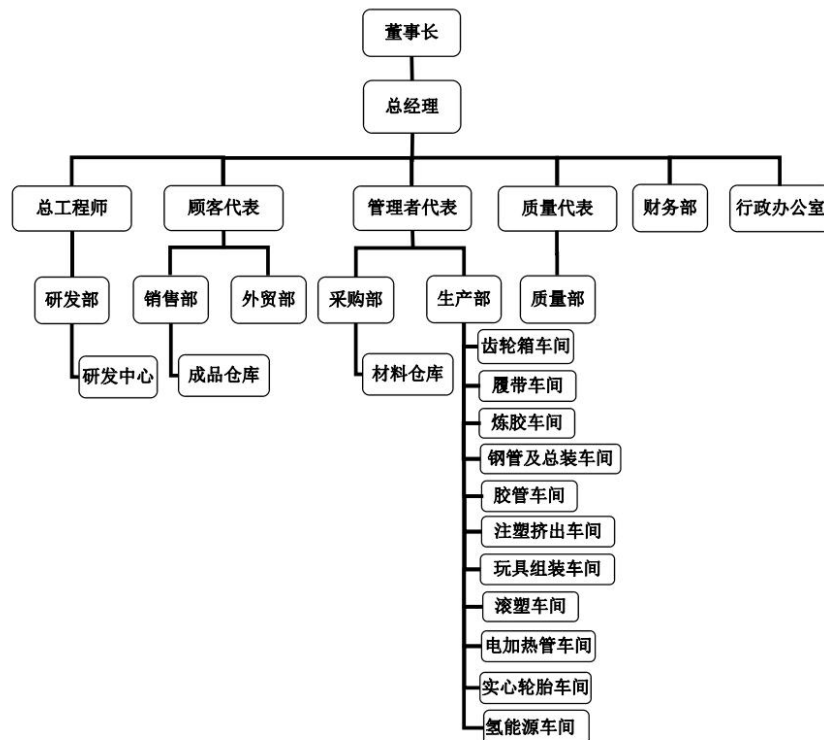 董事长
总经理
总工程师
顾客代表
管理者代表
质量代表
财务部
行政办公室
研发部
销售部
外贸部
采购部
生产部
质量部
研发中心
成品仓库
材料仓库
齿轮箱车间
履带车间
炼胶车间
钢管及总装车间
胶管车间
注塑挤出车间
玩具组装车间
滚塑车间
电加热管车间
实心轮胎车间
氢能源车间